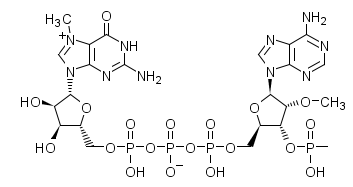 CH₃ O NH₂
N⁺ NH N N
N N NH₂ N N
HO O O O CH₃
O O O O
HO O P O P O P O O P
OH O⁻ OH OH